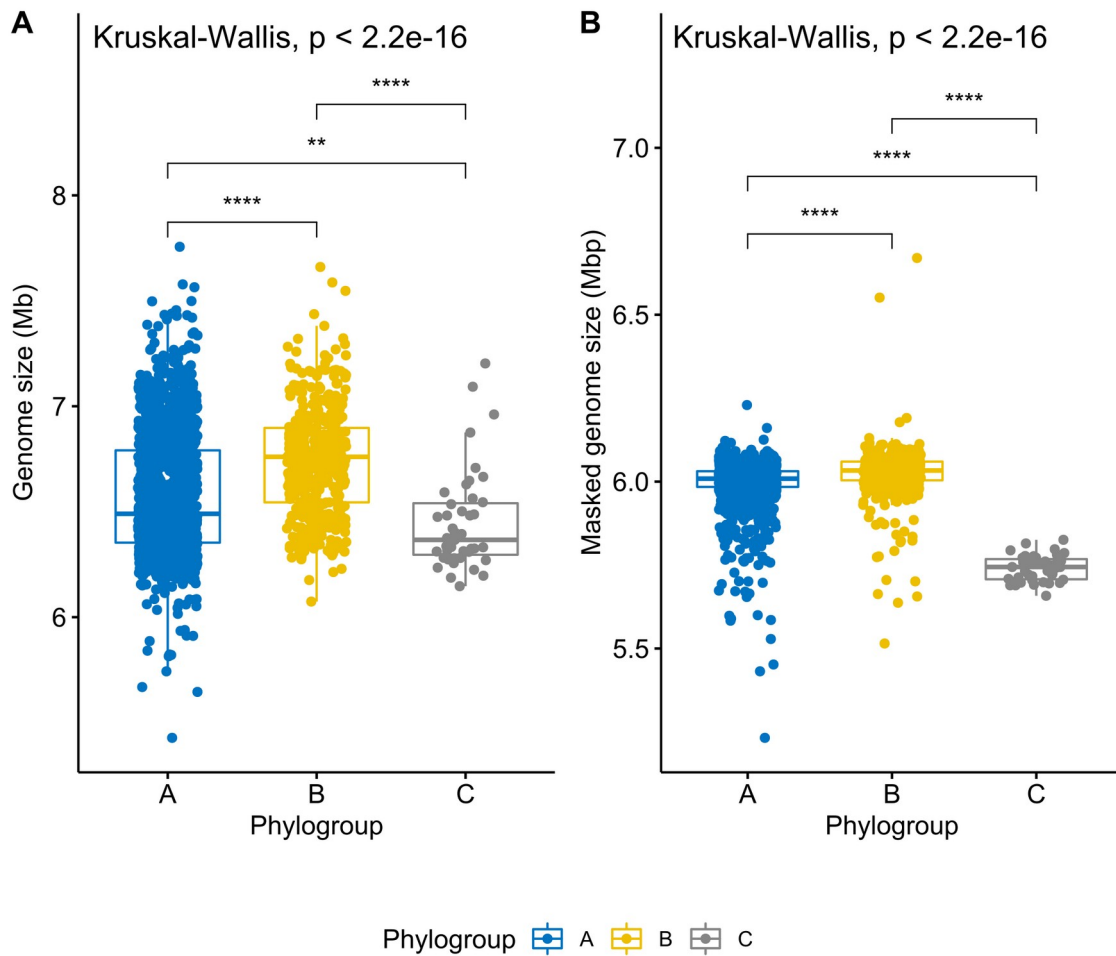 A
Kruskal-Wallis, p < 2.2e-16
****
**
****
Genome size (Mb)
8
7
6
A B C
Phylogroup
B
Kruskal-Wallis, p < 2.2e-16
****
****
****
Masked genome size (Mbp)
7.0
6.5
6.0
5.5
A B C
Phylogroup
Phylogroup A B C